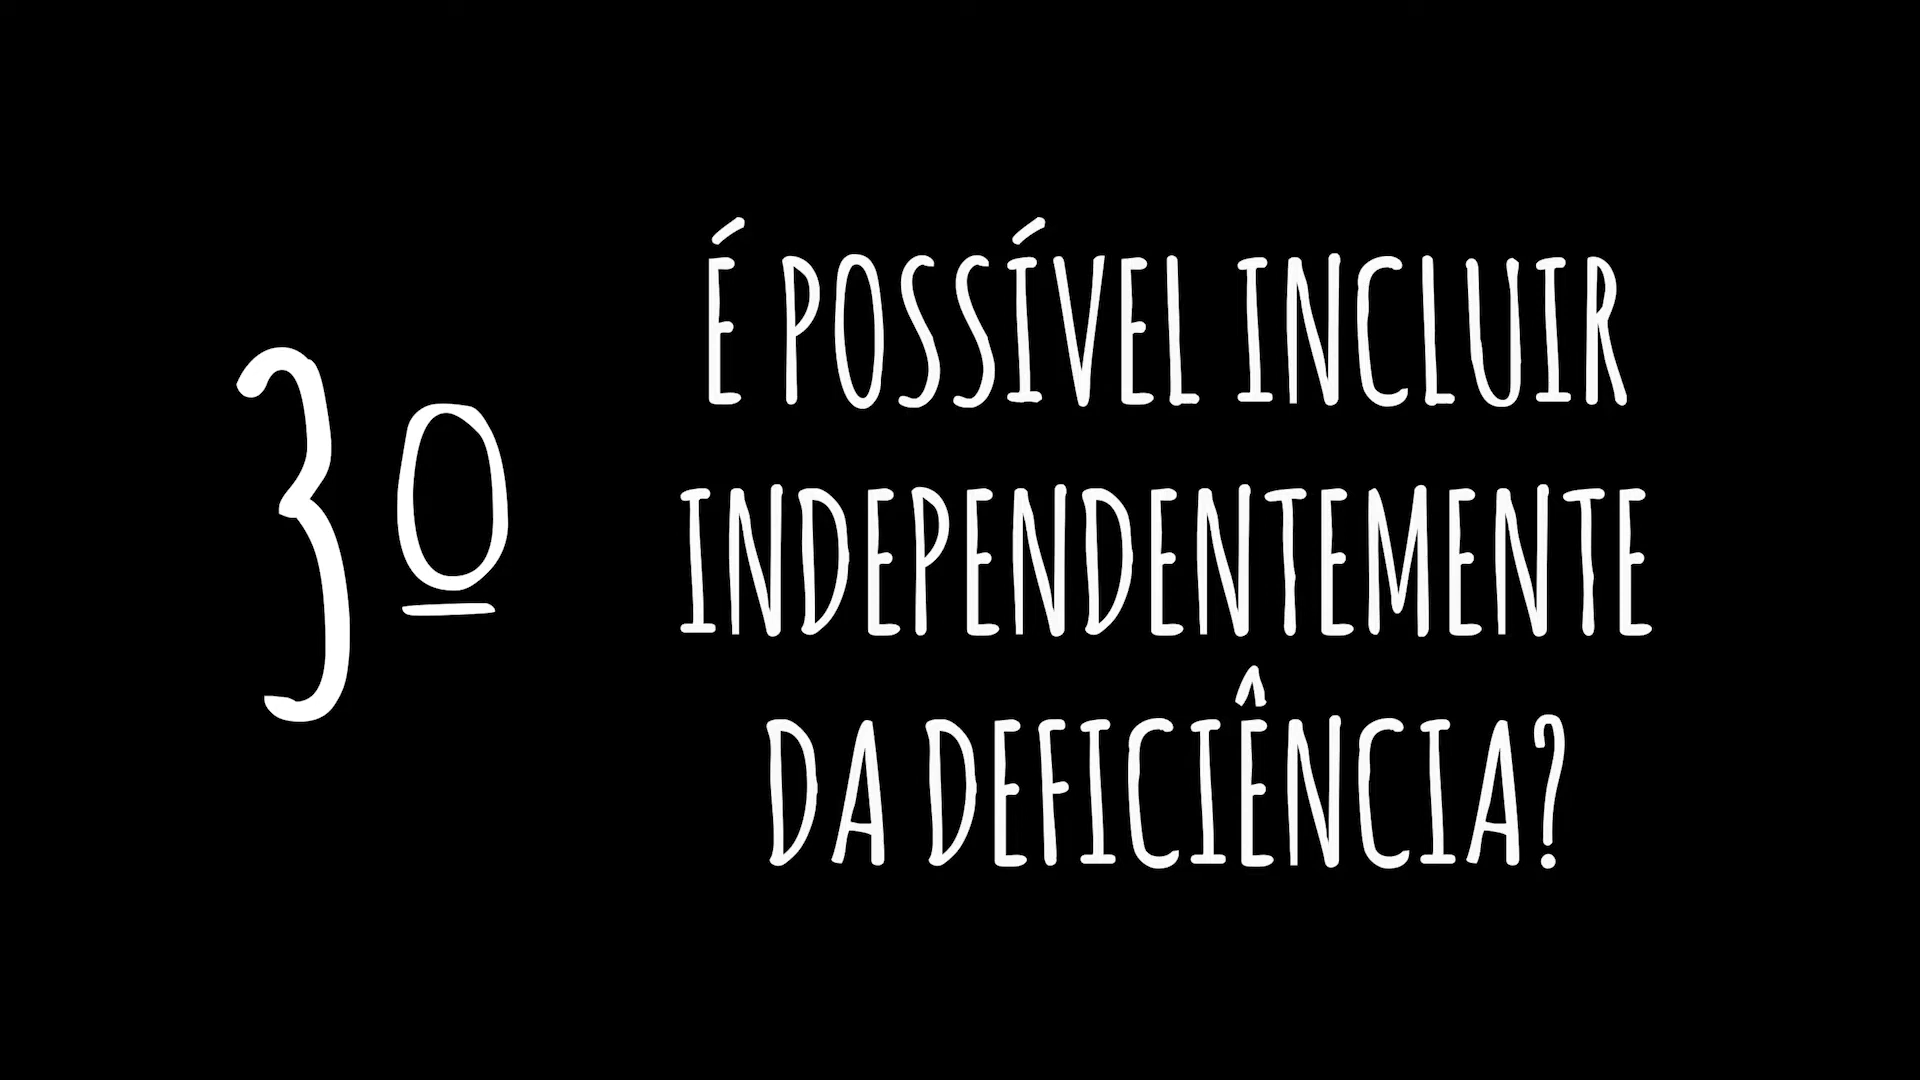 3º
É POSSÍVEL INCLUIR
INDEPENDENTEMENTE
DA DEFICIÊNCIA?